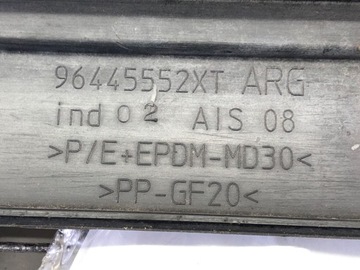 96445552XT ARG
ind 02 AIS 08
>P/E+EPDM-MD30<
>PP-GF20<